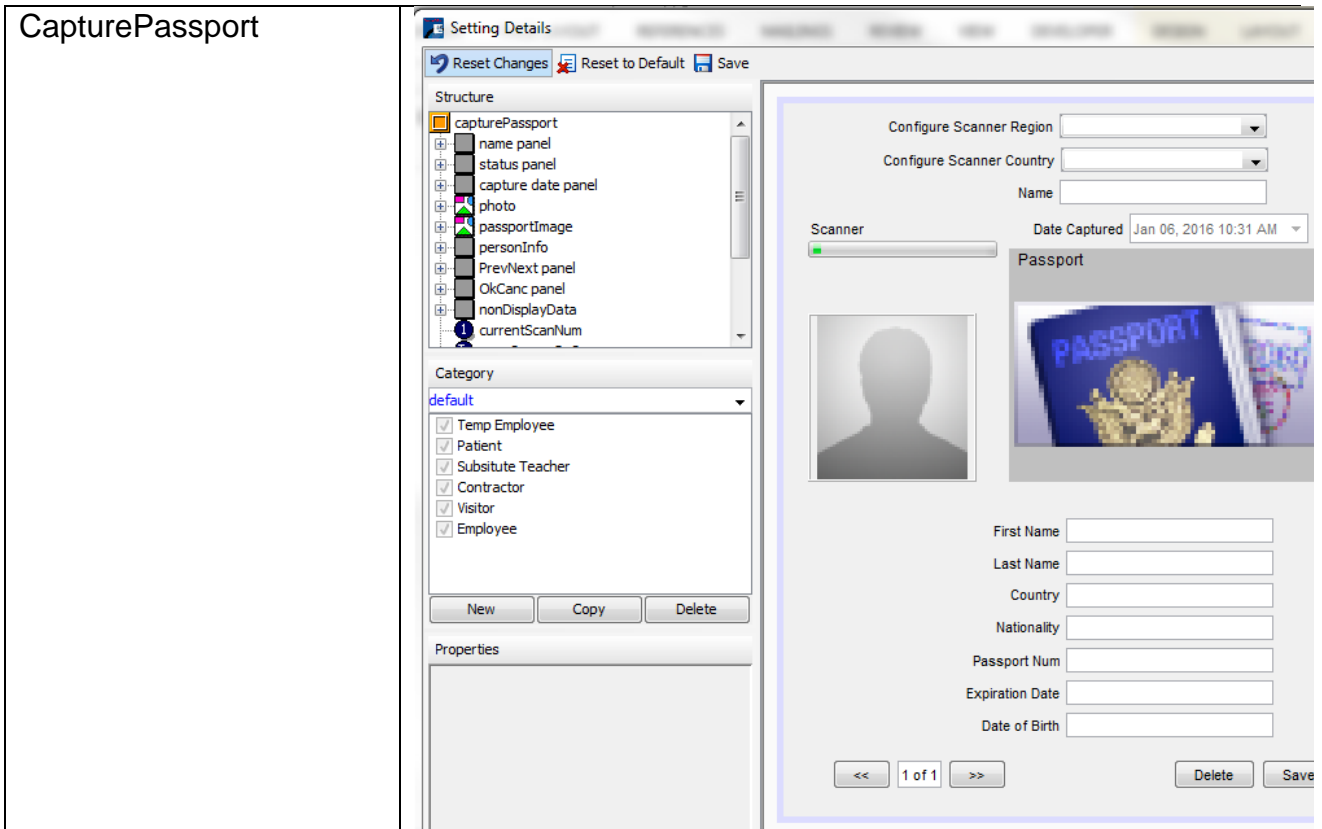 CapturePassport
Setting Details
Reset Changes Reset to Default Save
Structure
capturePassport
name panel
status panel
capture date panel
photo
passportImage
personInfo
PrevNext panel
OkCanc panel
nonDisplayData
1 currentScanNum
Category
default
Temp Employee
Patient
Subsitute Teacher
Contractor
Visitor
Employee
New Copy Delete
Properties
Configure Scanner Region
Configure Scanner Country
Name
Scanner
Date Captured Jan 06, 2016 10:31 AM
Passport
PASSPORT
First Name
Last Name
Country
Nationality
Passport Num
Expiration Date
Date of Birth
<< 1 of 1 >> Delete Save